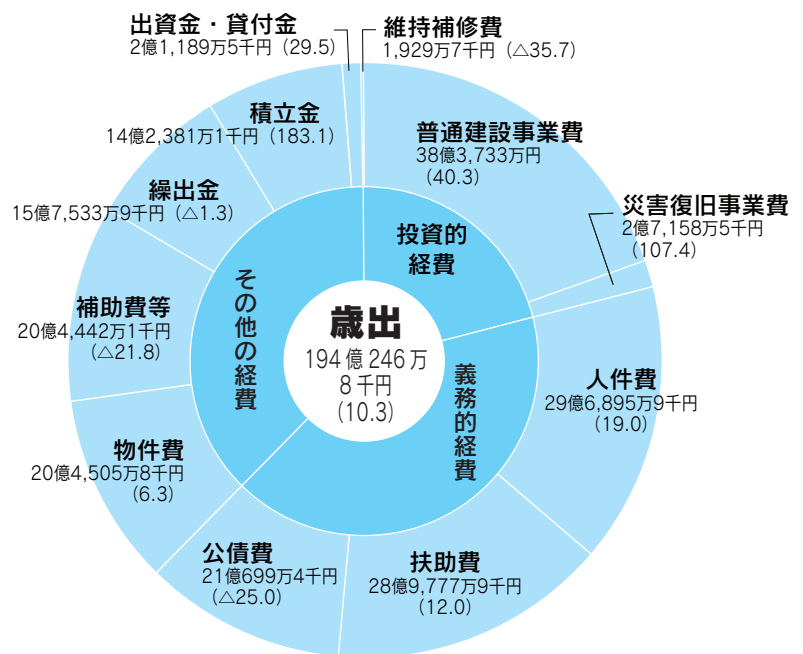 出資金・貸付金
2億1,189万5千円（29.5）
維持補修費
1,929万7千円（△35.7）
普通建設事業費
38億3,733万円
（40.3）
災害復旧事業費
2億7,158万5千円
（107.4）
人件費
29億6,895万9千円
（19.0）
扶助費
28億9,777万9千円
（12.0）
公債費
21億699万4千円
（△25.0）
物件費
20億4,505万8千円
（6.3）
補助費等
20億4,442万1千円
（△21.8）
繰出金
15億7,533万9千円（△1.3）
積立金
14億2,381万1千円（183.1）
投資的
経費
義務的経費
その他の経費
歳出
194億246万
8千円
（10.3）